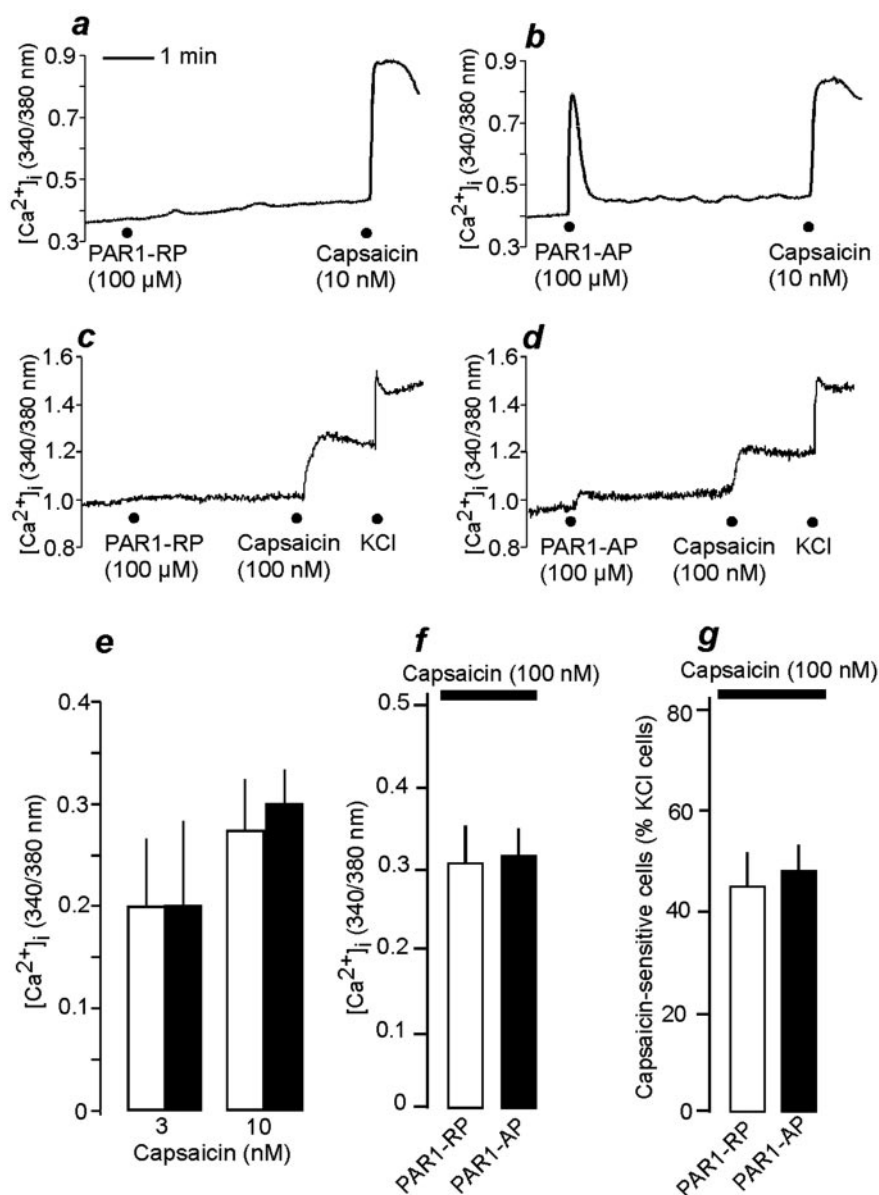 a
1 min
0.9
0.7
0.5
0.3
[Ca2+]i (340/380 nm)
PAR1-RP
(100 µM)
Capsaicin
(10 nM)
b
0.9
0.7
0.5
0.3
[Ca2+]i (340/380 nm)
PAR1-AP
(100 µM)
Capsaicin
(10 nM)
c
1.6
1.4
1.2
1.0
0.8
[Ca2+]i (340/380 nm)
PAR1-RP
(100 µM)
Capsaicin
(100 nM)
KCl
d
1.6
1.4
1.2
1.0
0.8
[Ca2+]i (340/380 nm)
PAR1-AP
(100 µM)
Capsaicin
(100 nM)
KCl
e
0.4
0.3
0.2
0.1
0
[Ca2+]i (340/380 nm)
3
10
Capsaicin (nM)
f
Capsaicin (100 nM)
0.5
0.4
0.3
0.2
0.1
0
[Ca2+]i (340/380 nm)
PAR1-RP
PAR1-AP
g
Capsaicin (100 nM)
80
60
40
20
0
Capsaicin-sensitive cells (% KCl cells)
PAR1-RP
PAR1-AP